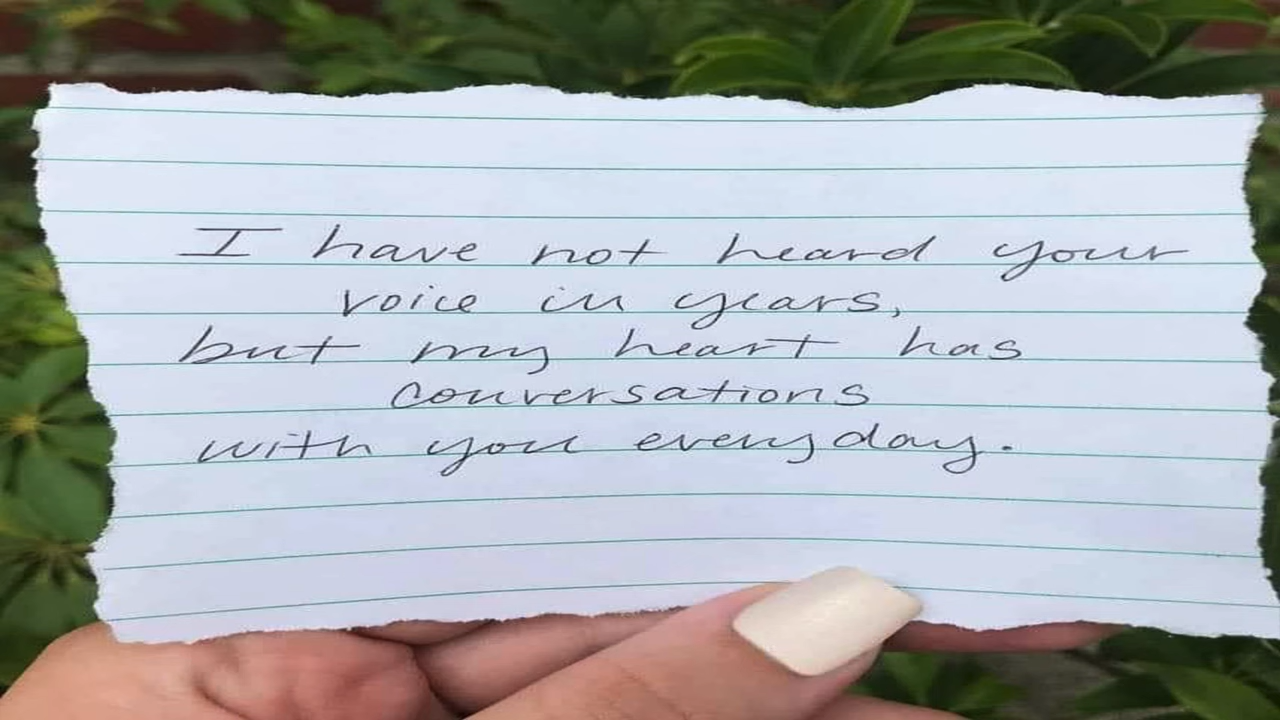 I have not heard your
voice in years,
but my heart has
conversations
with you everyday.